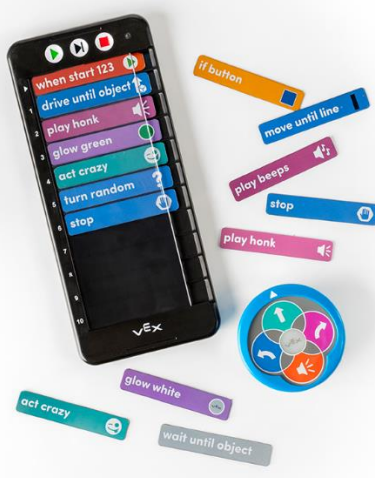 when start 123
drive until object
1
play honk
2
glow green
3
act crazy
4
turn random
5
stop
6
7
8
9
10
vex
if button
move until line
play beeps
stop
play honk
vex
glow white
act crazy
wait until object